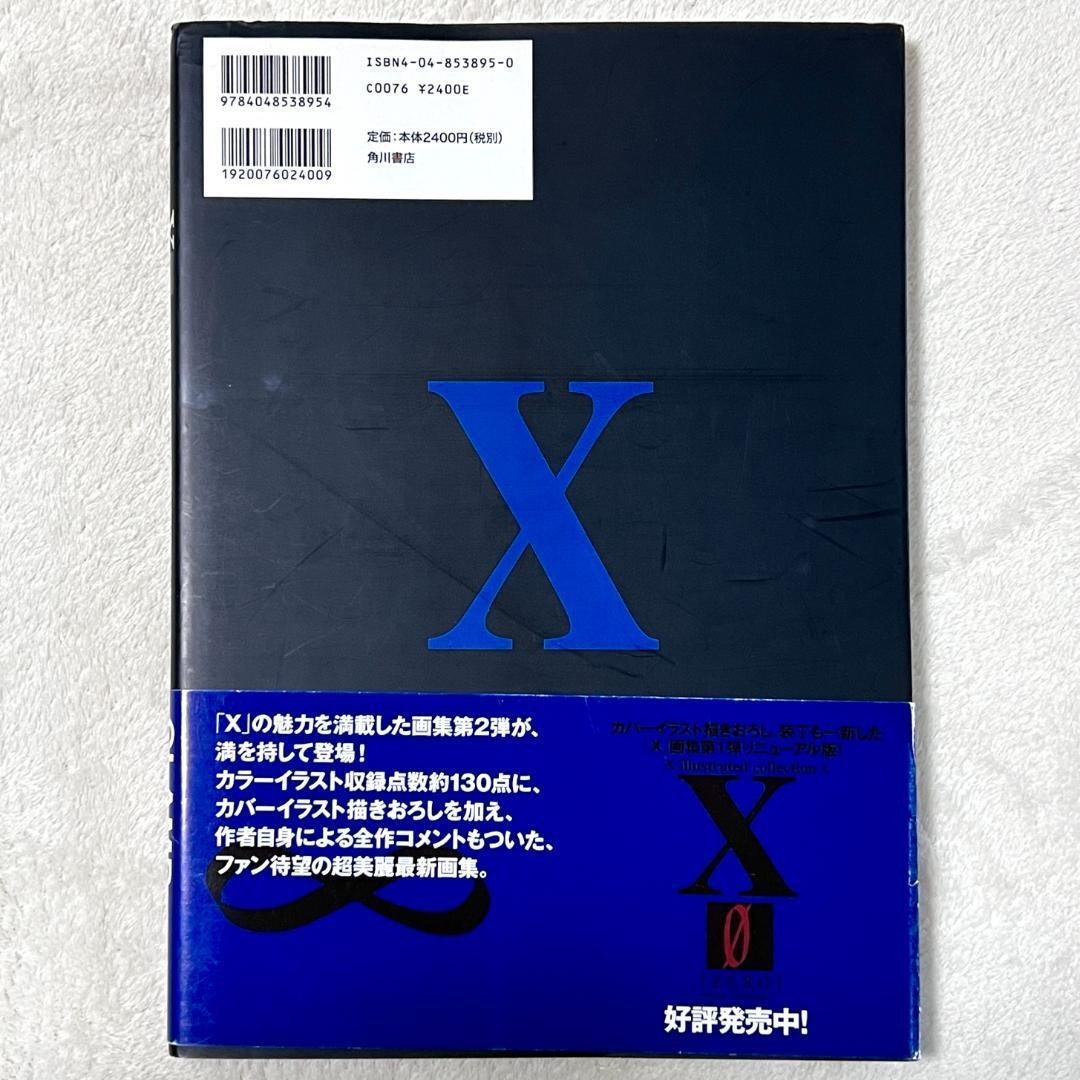 ISBN4-04-853895-0
C0076 ¥2400E
9784048538954
定価：本体2400円（税別）
角川書店
1920076024009
X
「X」の魅力を満載した画集第2弾が、
満を持して登場！
カラーイラスト収録点数約130点に、
カバーイラスト描きおろしを加え、
作者自身による全作コメントもついた、
ファン待望の超美麗最新画集。
∞
カバーイラスト描きおろし、装丁も一新した
「X」画集第1弾リニューアル版！
X illustrated collection 1
X
0
[ZERO]
好評発売中！